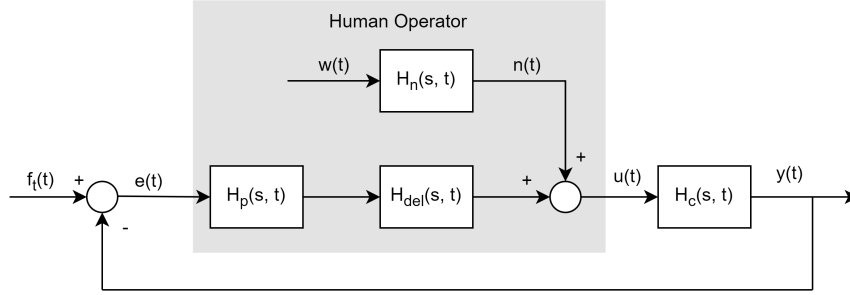 Human Operator
w(t)
H_n(s, t)
n(t)
+
f_t(t)
+
e(t)
H_p(s, t)
H_del(s, t)
+
u(t)
H_c(s, t)
y(t)
-